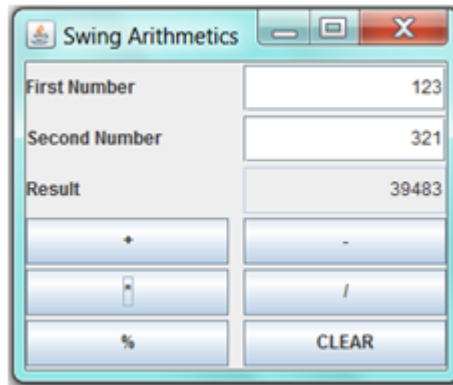 Swing Arithmetics
First Number 123
Second Number 321
Result 39483
+ -
* /
% CLEAR